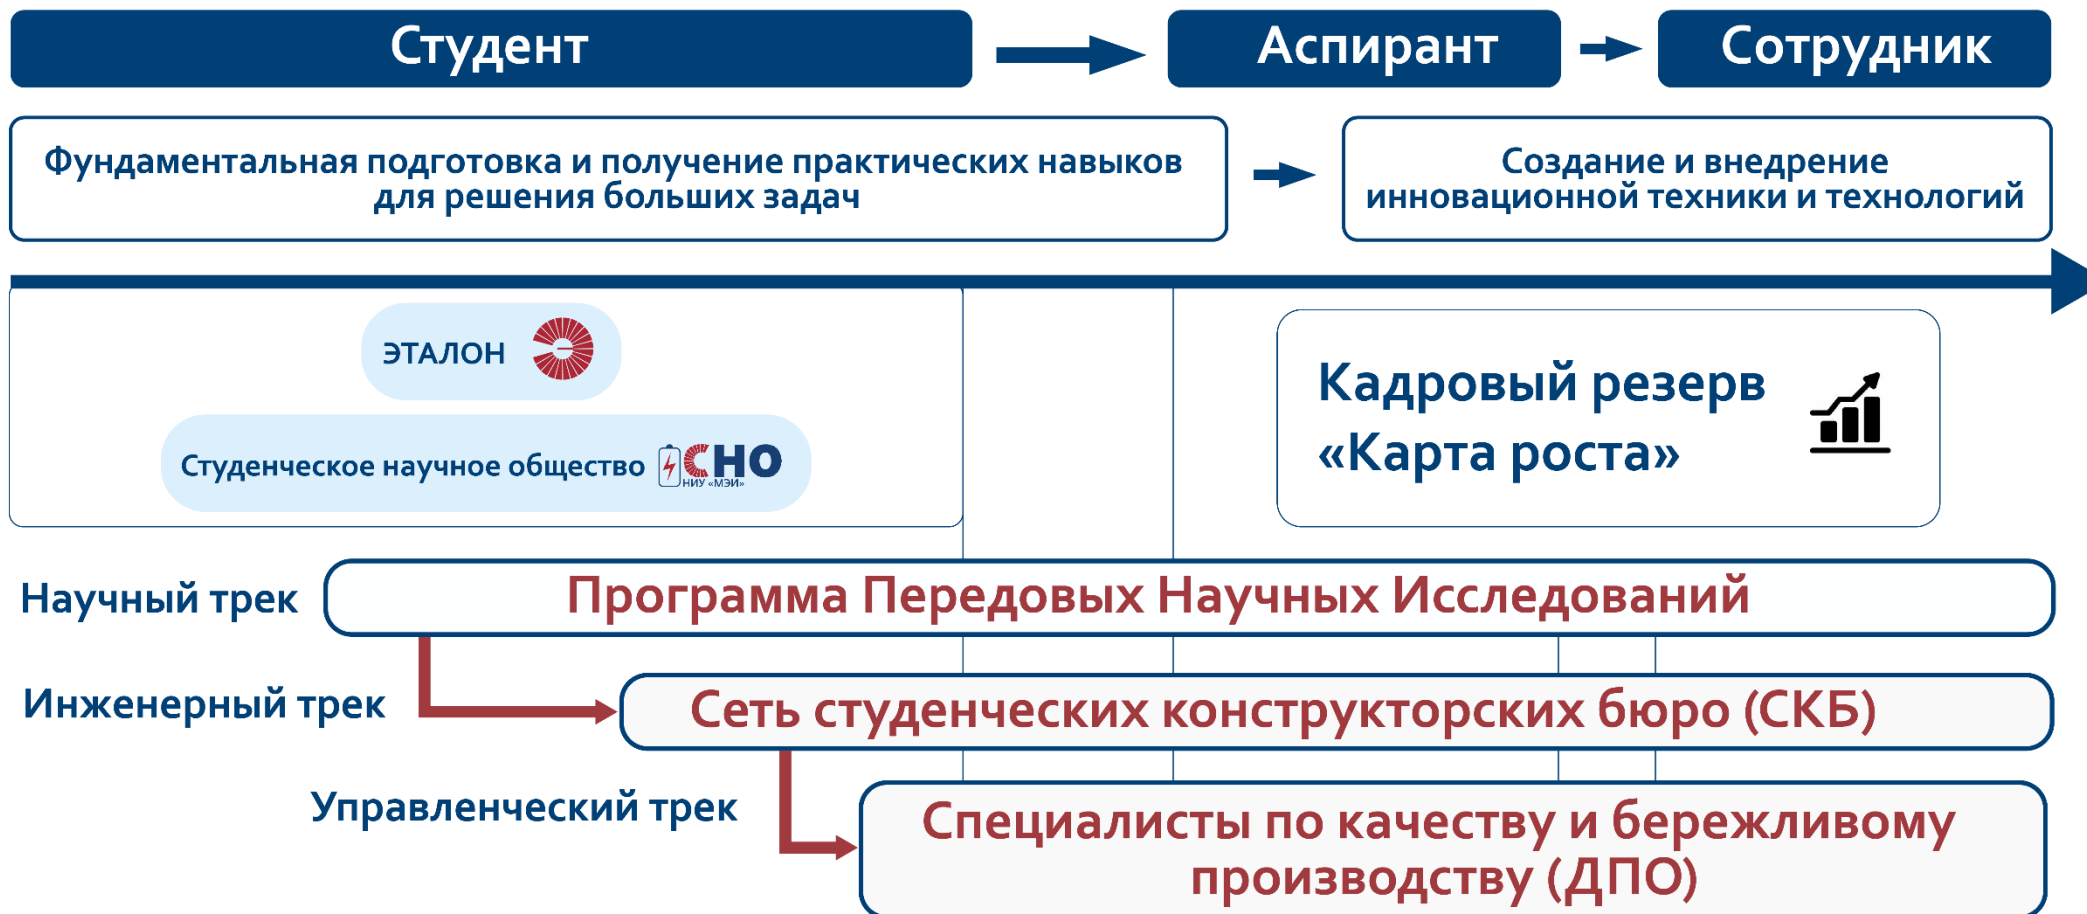 Студент
Аспирант
Сотрудник
Фундаментальная подготовка и получение практических навыков
для решения больших задач
Создание и внедрение
инновационной техники и технологий
ЭТАЛОН
Студенческое научное общество
СНО
НИУ «МЭИ»
Кадровый резерв
«Карта роста»
Научный трек
Программа Передовых Научных Исследований
Инженерный трек
Сеть студенческих конструкторских бюро (СКБ)
Управленческий трек
Специалисты по качеству и бережливому
производству (ДПО)